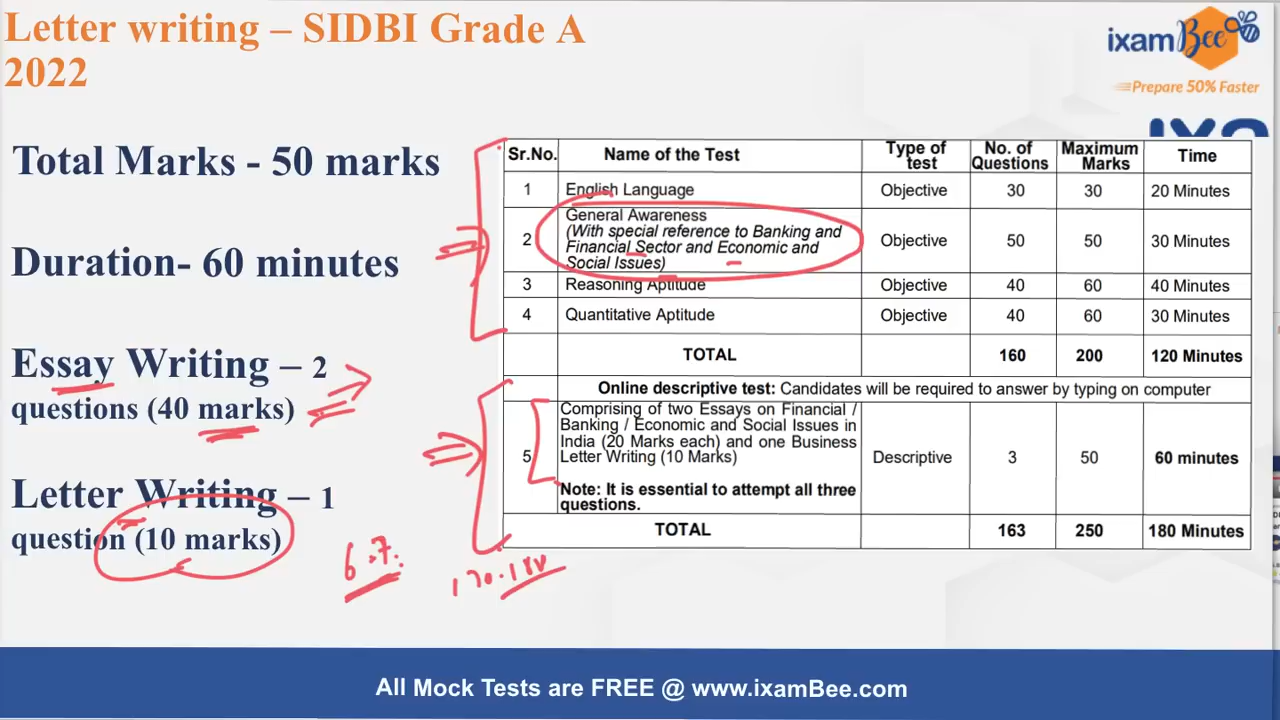 Letter writing – SIDBI Grade A
2022
ixamBee
Prepare 50% Faster
Total Marks - 50 marks
Duration- 60 minutes
Essay Writing – 2
questions (40 marks)
Letter Writing – 1
question (10 marks)
6.7.
Sr.No. Name of the Test Type of test No. of Questions Maximum Marks Time
1 English Language Objective 30 30 20 Minutes
2 General Awareness
(With special reference to Banking and
Financial Sector and Economic and
Social Issues) Objective 50 50 30 Minutes
3 Reasoning Aptitude Objective 40 60 40 Minutes
4 Quantitative Aptitude Objective 40 60 30 Minutes
TOTAL 160 200 120 Minutes
Online descriptive test: Candidates will be required to answer by typing on computer
5 Comprising of two Essays on Financial /
Banking / Economic and Social Issues in
India (20 Marks each) and one Business
Letter Writing (10 Marks)
Note: It is essential to attempt all three
questions. Descriptive 3 50 60 minutes
TOTAL 163 250 180 Minutes
All Mock Tests are FREE @ www.ixamBee.com